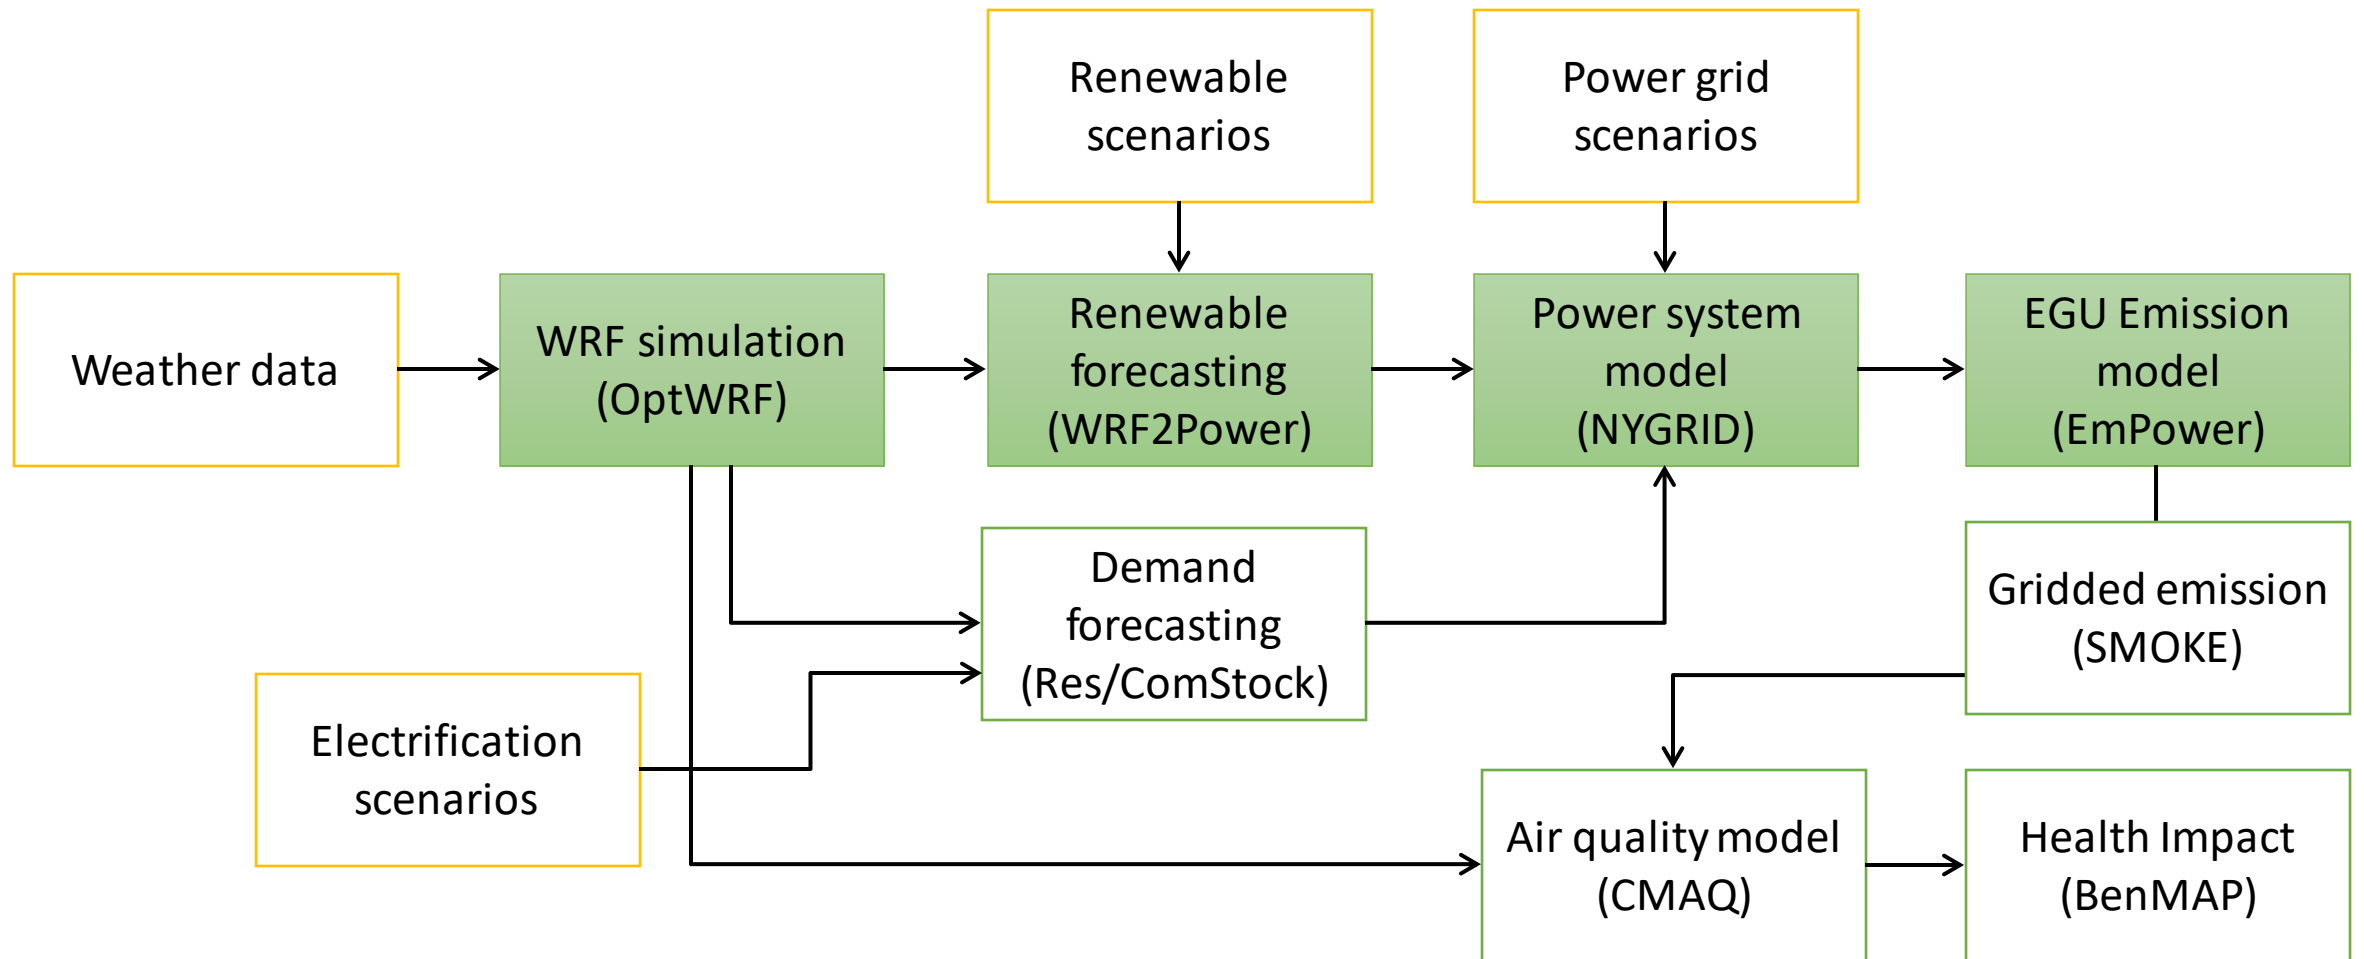 Renewable
scenarios
Power grid
scenarios
Weather data
WRF simulation
(OptWRF)
Renewable
forecasting
(WRF2Power)
Power system
model
(NYGRID)
EGU Emission
model
(EmPower)
Demand
forecasting
(Res/ComStock)
Gridded emission
(SMOKE)
Electrification
scenarios
Air quality model
(CMAQ)
Health Impact
(BenMAP)